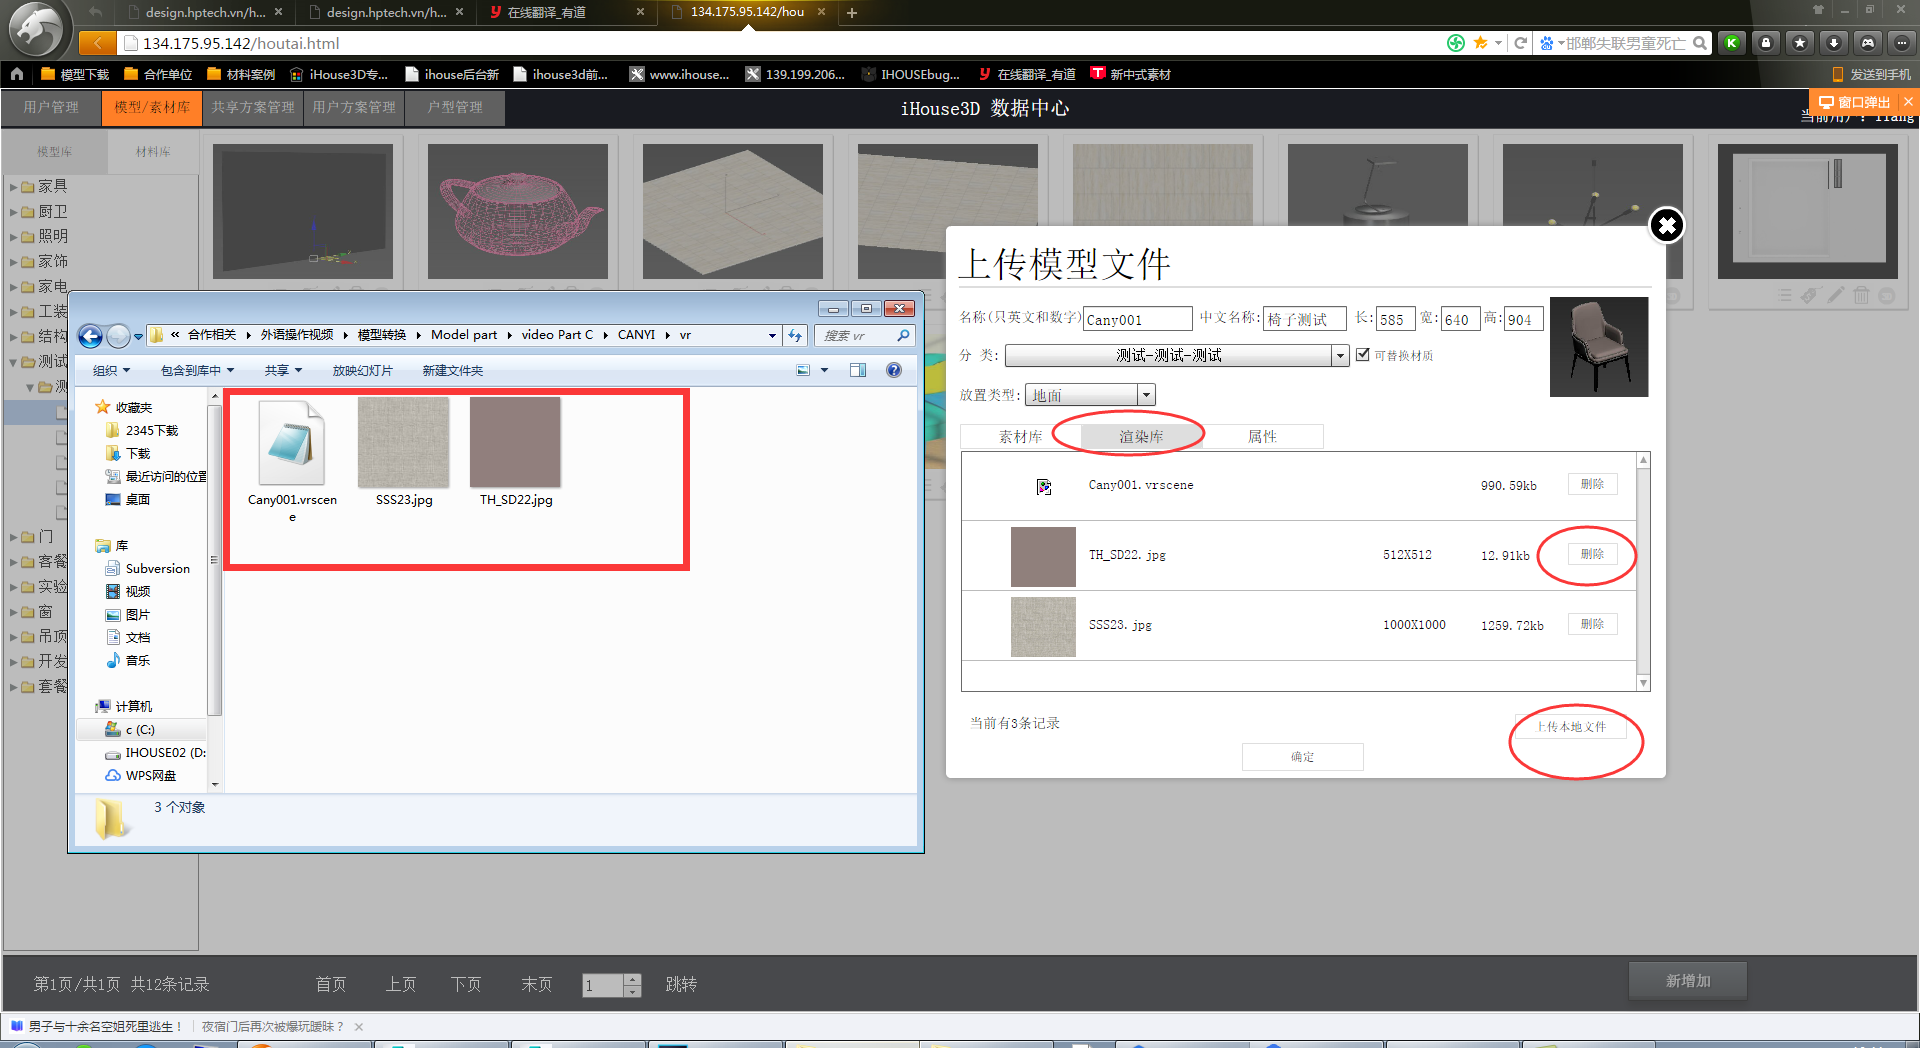 design.hptech.vn/h...
design.hptech.vn/h...
在线翻译_有道
134.175.95.142/hou
134.175.95.142/houtai.html
邯郸失联男童死亡
模型下载
合作单位
材料案例
iHouse3D专...
ihouse后台新
ihouse3d前...
www.ihouse...
139.199.206...
IHOUSEbug...
在线翻译_有道
新中式素材
发送到手机
用户管理
模型/素材库
共享方案管理
用户方案管理
户型管理
iHouse3D 数据中心
窗口弹出
模型库
材料库
家具
厨卫
照明
家饰
家电
工装
结构
测试
门
客餐
实验
窗
吊顶
开发
套餐
« 合作相关 外语操作视频 模型转换 Model part video Part C CANYI vr
搜索 vr
组织
包含到库中
共享
放映幻灯片
新建文件夹
收藏夹
2345下载
下载
最近访问的位置
桌面
库
Subversion
视频
图片
文档
音乐
计算机
c (C:)
IHOUSE02 (D:
WPS网盘
Cany001.vrscen
e
SSS23.jpg
TH_SD22.jpg
3 个对象
上传模型文件
名称(只英文和数字) Cany001 中文名称: 椅子测试 长: 585 宽: 640 高: 904
分 类: 测试-测试-测试 可替换材质
放置类型: 地面
素材库
渲染库
属性
Cany001.vrscene 990.59kb 删除
TH_SD22.jpg 512X512 12.91kb 删除
SSS23.jpg 1000X1000 1259.72kb 删除
当前有3条记录
上传本地文件
确定
第1页/共1页 共12条记录
首页
上页
下页
末页
1
跳转
新增加
男子与十余名空姐死里逃生！
夜宿门后再次被爆玩暧昧？